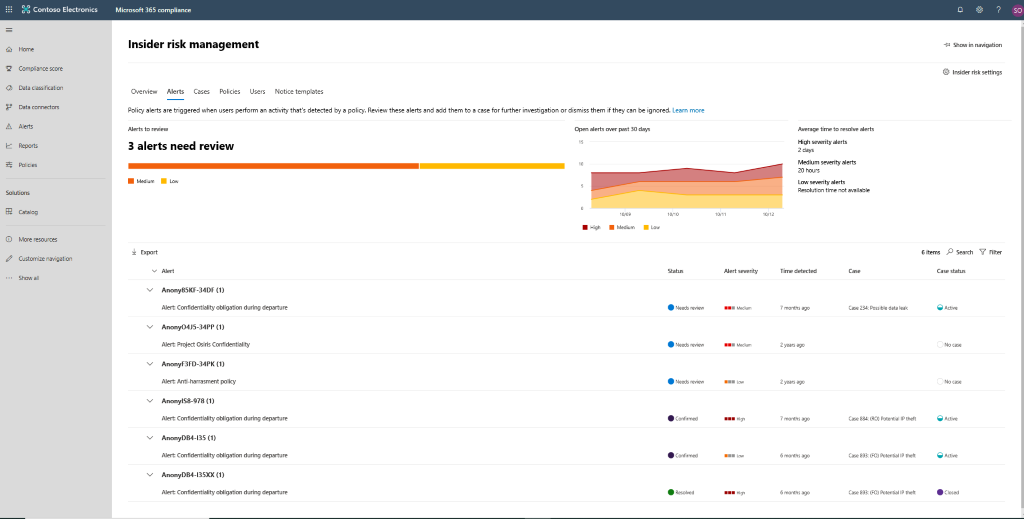 Contoso Electronics
Microsoft 365 compliance
?
SO
Home
Compliance score
Data classification
Data connectors
Alerts
Reports
Policies
Solutions
Catalog
More resources
Customize navigation
Show all
Insider risk management
Show in navigation
Insider risk settings
Overview Alerts Cases Policies Users Notice templates
Policy alerts are triggered when users perform an activity that's detected by a policy. Review these alerts and add them to a case for further investigation or dismiss them if they can be ignored. Learn more
Alerts to review
3 alerts need review
Medium Low
Open alerts over past 30 days
15
10
5
0
10/09 10/10 10/11 10/12
High Medium Low
Average time to resolve alerts
High severity alerts
2 days
Medium severity alerts
20 hours
Low severity alerts
Resolution time not available
Export
6 items Search Filter
Alert Status Alert severity Time detected Case Case status
AnonyB5KF-34DF (1)
Alert: Confidentiality obligation during departure Needs review Medium 7 months ago Case 234: Possible data leak Active
AnonyO4J5-34PP (1)
Alert: Project Osiris Confidentiality Needs review Medium 2 years ago No case
AnonyF3FD-34PK (1)
Alert: Anti-harrasment policy Needs review Low 2 years ago No case
AnonyIS8-978 (1)
Alert: Confidentiality obligation during departure Confirmed High 7 months ago Case 884: (RO) Potential IP theft Active
AnonyDB4-I35 (1)
Alert: Confidentiality obligation during departure Confirmed Low 6 months ago Case 893: (FO) Potential IP theft Active
AnonyDB4-I35XX (1)
Alert: Confidentiality obligation during departure Resolved High 6 months ago Case 893: (FO) Potential IP theft Closed